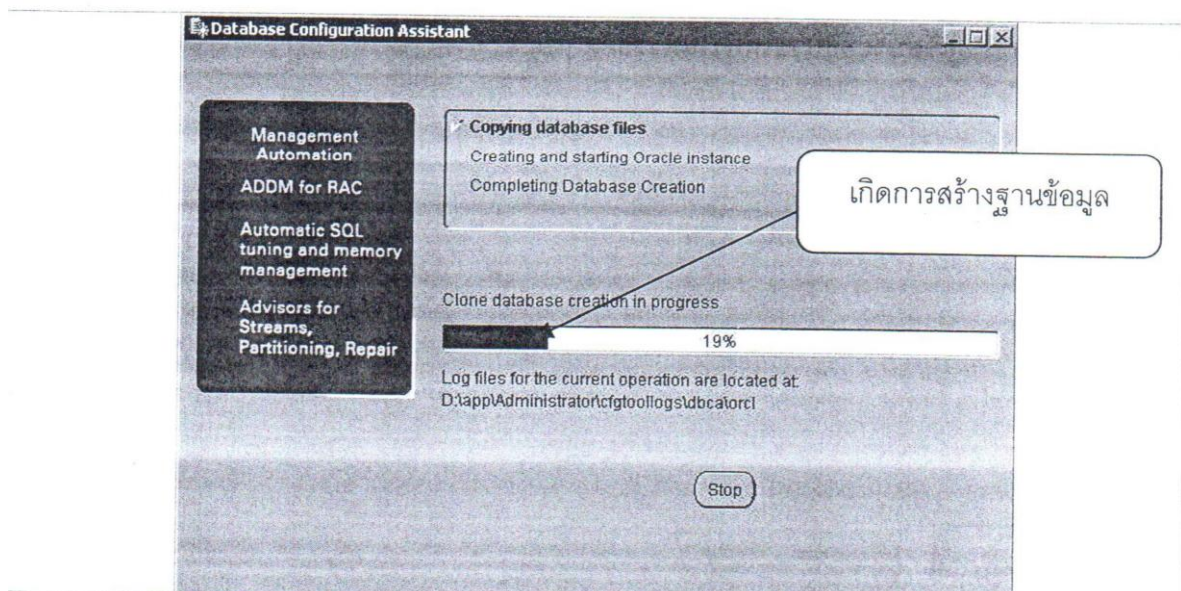 Database Configuration Assistant
Management
Automation
ADDM for RAC
Automatic SQL
tuning and memory
management
Advisors for
Streams,
Partitioning, Repair
Copying database files
Creating and starting Oracle instance
Completing Database Creation
เกิดการสร้างฐานข้อมูล
Clone database creation in progress
19%
Log files for the current operation are located at:
D:\app\Administrator\cfgtoollogs\dbca\orcl
Stop